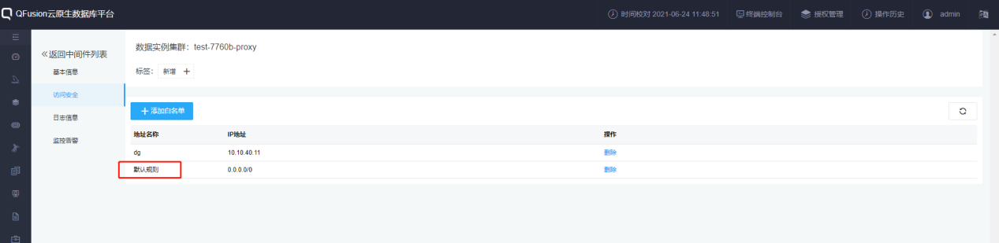 QFusion云原生数据库平台
时间校对 2021-06-24 11:48:51 终端控制台 授权管理 操作历史 admin
≪返回中间件列表
基本信息
访问安全
日志信息
监控告警
数据实例集群：test-7760b-proxy
标签： 新增 +
+ 添加白名单
地址名称 IP地址 操作
dg 10.10.40.11 删除
默认规则 0.0.0.0/0 删除